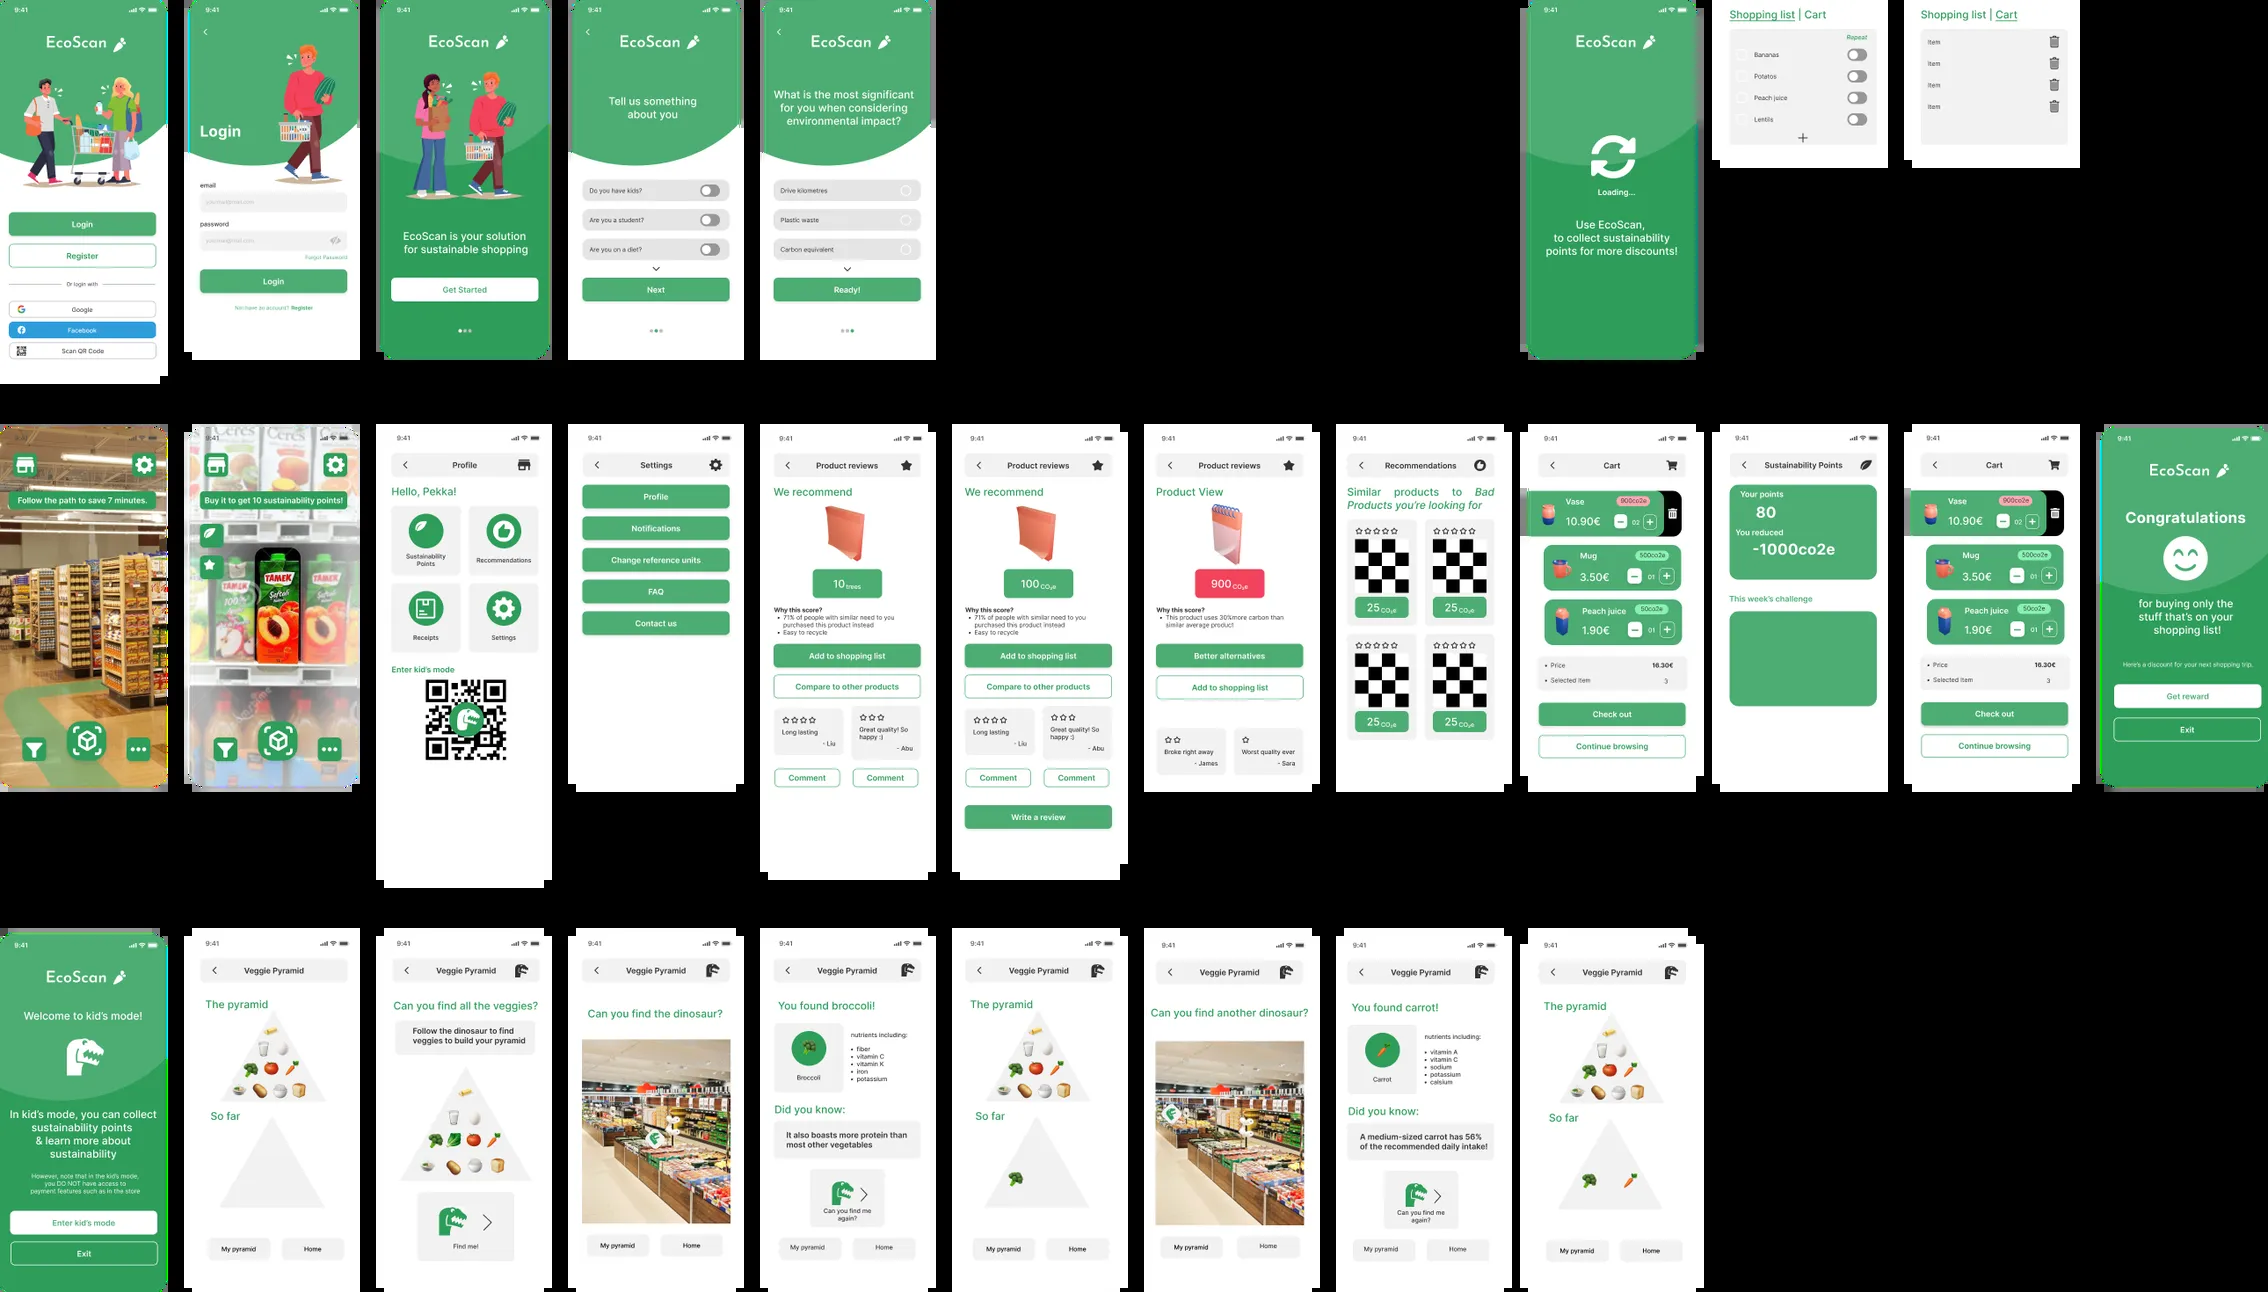 9:41
EcoScan
Login
Register
Or login with
Google
Facebook
Scan QR Code
Login
email
yourmail@mail.com
password
yourmail@mail.com
Forgot Password
Login
Not have an account? Register
9:41
EcoScan
EcoScan is your solution
for sustainable shopping
Get Started
9:41
EcoScan
Tell us something
about you
Do you have kids?
Are you a student?
Are you on a diet?
Next
9:41
EcoScan
What is the most significant
for you when considering
environmental impact?
Drive kilometres
Plastic waste
Carbon equivalent
Ready!
9:41
EcoScan
Loading...
Use EcoScan,
to collect sustainability
points for more discounts!
Shopping list | Cart
Repeat
Bananas
Potatos
Peach juice
Lentils
Shopping list | Cart
Item
Item
Item
Item
9:41
Follow the path to save 7 minutes.
9:41
Ceres
Ceres
Buy it to get 10 sustainability points!
TAMEK
Şeftali
9:41
Profile
Hello, Pekka!
Sustainability
Points
Recommendations
Receipts
Settings
Enter kid's mode
9:41
Settings
Profile
Notifications
Change reference units
FAQ
Contact us
9:41
Product reviews
We recommend
10 trees
Why this score?
• 71% of people with similar need to you
purchased this product instead
• Easy to recycle
Add to shopping list
Compare to other products
Long lasting
- Liu
Great quality! So
happy :)
- Abu
Comment
Comment
9:41
Product reviews
We recommend
100 CO₂e
Why this score?
• 71% of people with similar need to you
purchased this product instead
• Easy to recycle
Add to shopping list
Compare to other products
Long lasting
- Liu
Great quality! So
happy :)
- Abu
Comment
Comment
Write a review
9:41
Product reviews
Product View
900 CO₂e
Why this score?
• This product uses 30%more carbon than
similar average product
Better alternatives
Add to shopping list
Broke right away
- James
Worst quality ever
- Sara
9:41
Recommendations
Similar products to Bad
Products you're looking for
25 CO₂e
25 CO₂e
25 CO₂e
25 CO₂e
9:41
Cart
Vase
900co2e
10.90€
02
Mug
500co2e
3.50€
01
Peach juice
50co2e
1.90€
01
• Price
16.30€
• Selected item
3
Check out
Continue browsing
9:41
Sustainability Points
Your points
80
You reduced
-1000co2e
This week's challenge
9:41
Cart
Vase
900co2e
10.90€
02
Mug
500co2e
3.50€
01
Peach juice
50co2e
1.90€
01
• Price
16.30€
• Selected item
3
Check out
Continue browsing
9:41
EcoScan
Congratulations
for buying only the
stuff that's on your
shopping list!
Here's a discount for your next shopping trip.
Get reward
Exit
9:41
EcoScan
Welcome to kid's mode!
In kid's mode, you can collect
sustainability points
& learn more about
sustainability
However, note that in the kid's mode,
you DO NOT have access to
payment features such as in the store
Enter kid's mode
Exit
9:41
Veggie Pyramid
The pyramid
So far
My pyramid
Home
9:41
Veggie Pyramid
Can you find all the veggies?
Follow the dinosaur to find
veggies to build your pyramid
Find me!
9:41
Veggie Pyramid
Can you find the dinosaur?
My pyramid
Home
9:41
Veggie Pyramid
You found broccoli!
Broccoli
nutrients including:
• fiber
• vitamin C
• vitamin K
• iron
• potassium
Did you know:
It also boasts more protein than
most other vegetables
Can you find me
again?
My pyramid
Home
9:41
Veggie Pyramid
The pyramid
So far
My pyramid
Home
9:41
Veggie Pyramid
Can you find another dinosaur?
My pyramid
Home
9:41
Veggie Pyramid
You found carrot!
Carrot
nutrients including:
• vitamin A
• vitamin C
• sodium
• potassium
• calsium
Did you know:
A medium-sized carrot has 56%
of the recommended daily intake!
Can you find me
again?
My pyramid
Home
9:41
Veggie Pyramid
The pyramid
So far
My pyramid
Home